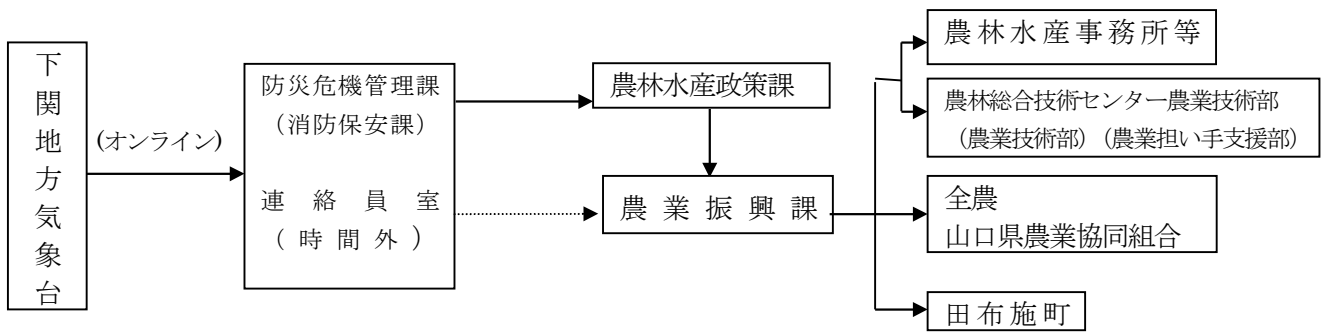 下関地方気象台
(オンライン)
防災危機管理課
（消防保安課）
連絡員室
（時間外）
農林水産政策課
農業振興課
農林水産事務所等
農林総合技術センター農業技術部
（農業技術部）（農業担い手支援部）
全農
山口県農業協同組合
田布施町